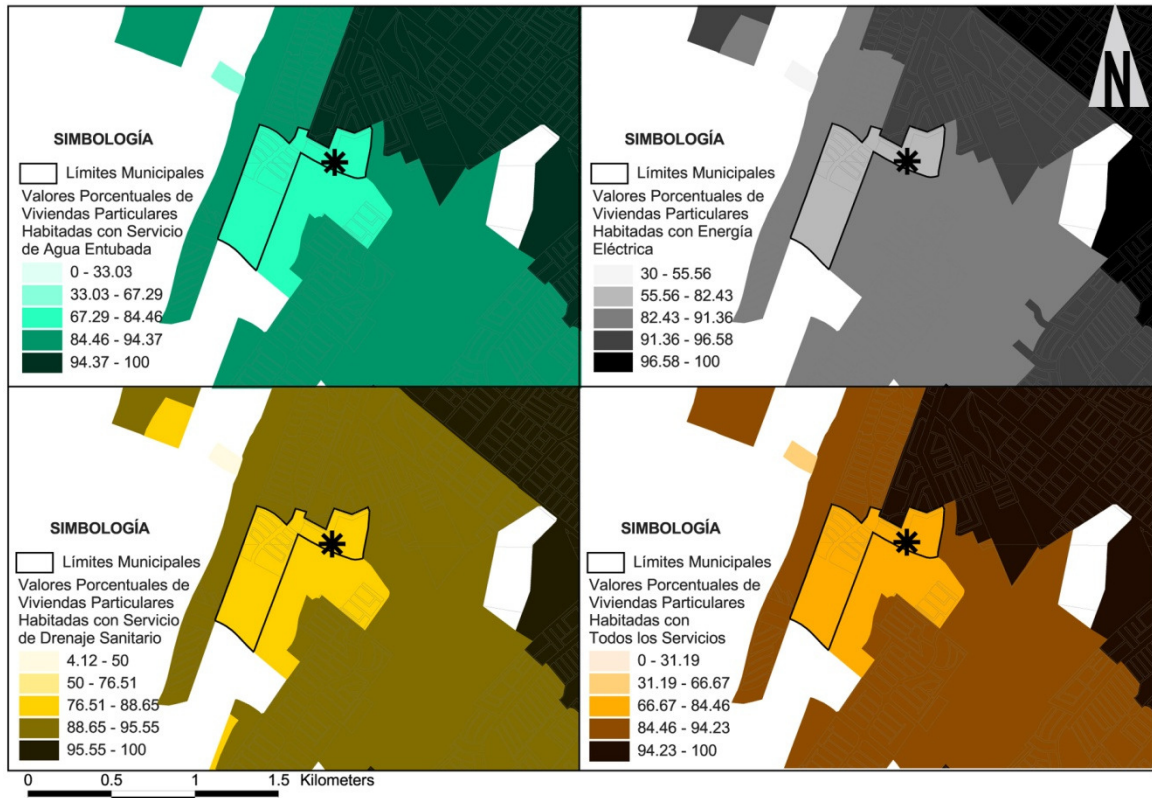 SIMBOLOGÍA
Límites Municipales
Valores Porcentuales de
Viviendas Particulares
Habitadas con Servicio
de Agua Entubada
0 - 33.03
33.03 - 67.29
67.29 - 84.46
84.46 - 94.37
94.37 - 100
N
SIMBOLOGÍA
Límites Municipales
Valores Porcentuales de
Viviendas Particulares
Habitadas con Energía
Eléctrica
30 - 55.56
55.56 - 82.43
82.43 - 91.36
91.36 - 96.58
96.58 - 100
SIMBOLOGÍA
Límites Municipales
Valores Porcentuales de
Viviendas Particulares
Habitadas con Servicio
de Drenaje Sanitario
4.12 - 50
50 - 76.51
76.51 - 88.65
88.65 - 95.55
95.55 - 100
SIMBOLOGÍA
Límites Municipales
Valores Porcentuales de
Viviendas Particulares
Habitadas con
Todos los Servicios
0 - 31.19
31.19 - 66.67
66.67 - 84.46
84.46 - 94.23
94.23 - 100
0 0.5 1 1.5 Kilometers